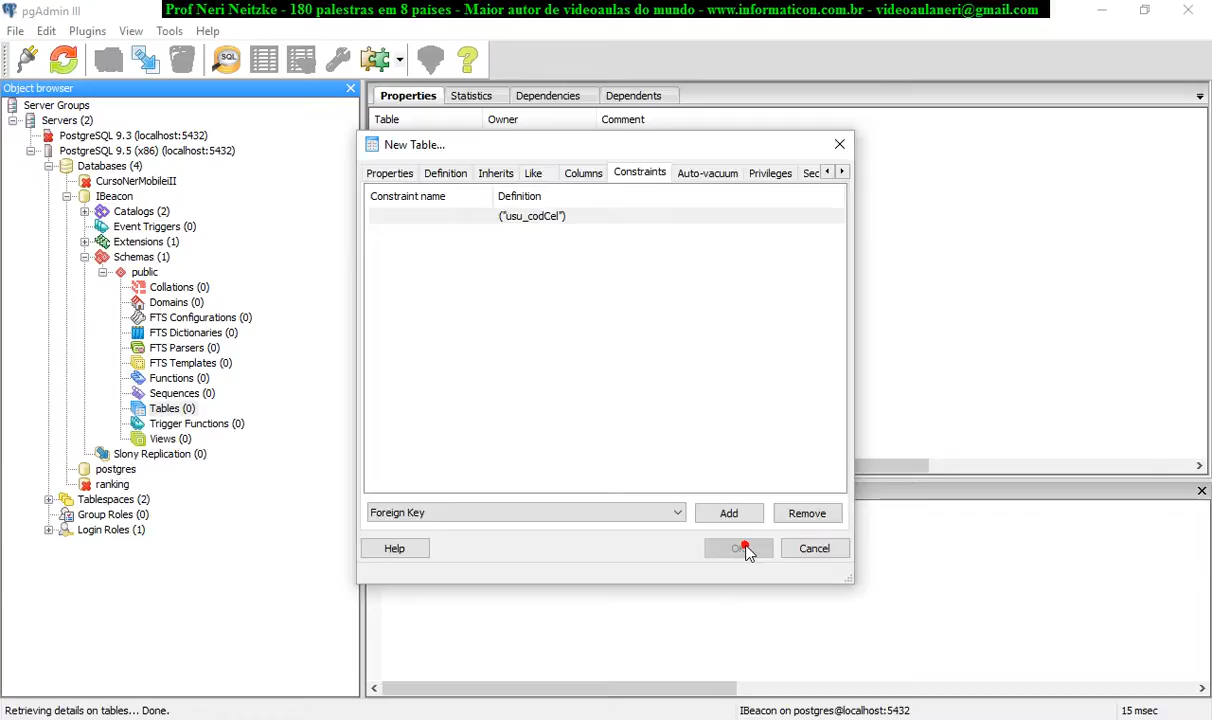 pgAdmin III
Prof Neri Neitzke - 180 palestras em 8 países - Maior autor de videoaulas do mundo - www.informaticon.com.br - videoaulaneri@gmail.com
File Edit Plugins View Tools Help
SQL
Object browser
Server Groups
Servers (2)
PostgreSQL 9.3 (localhost:5432)
PostgreSQL 9.5 (x86) (localhost:5432)
Databases (4)
CursoNerMobileiII
IBeacon
Catalogs (2)
Event Triggers (0)
Extensions (1)
Schemas (1)
public
Collations (0)
Domains (0)
FTS Configurations (0)
FTS Dictionaries (0)
FTS Parsers (0)
FTS Templates (0)
Functions (0)
Sequences (0)
Tables (0)
Trigger Functions (0)
Views (0)
Slony Replication (0)
postgres
ranking
Tablespaces (2)
Group Roles (0)
Login Roles (1)
Properties Statistics Dependencies Dependents
Table Owner Comment
New Table...
Properties Definition Inherits Like Columns Constraints Auto-vacuum Privileges Sec
Constraint name Definition
("usu_codCel")
Foreign Key Add Remove
Help Cancel
Retrieving details on tables... Done. IBeacon on postgres@localhost:5432 15 msec